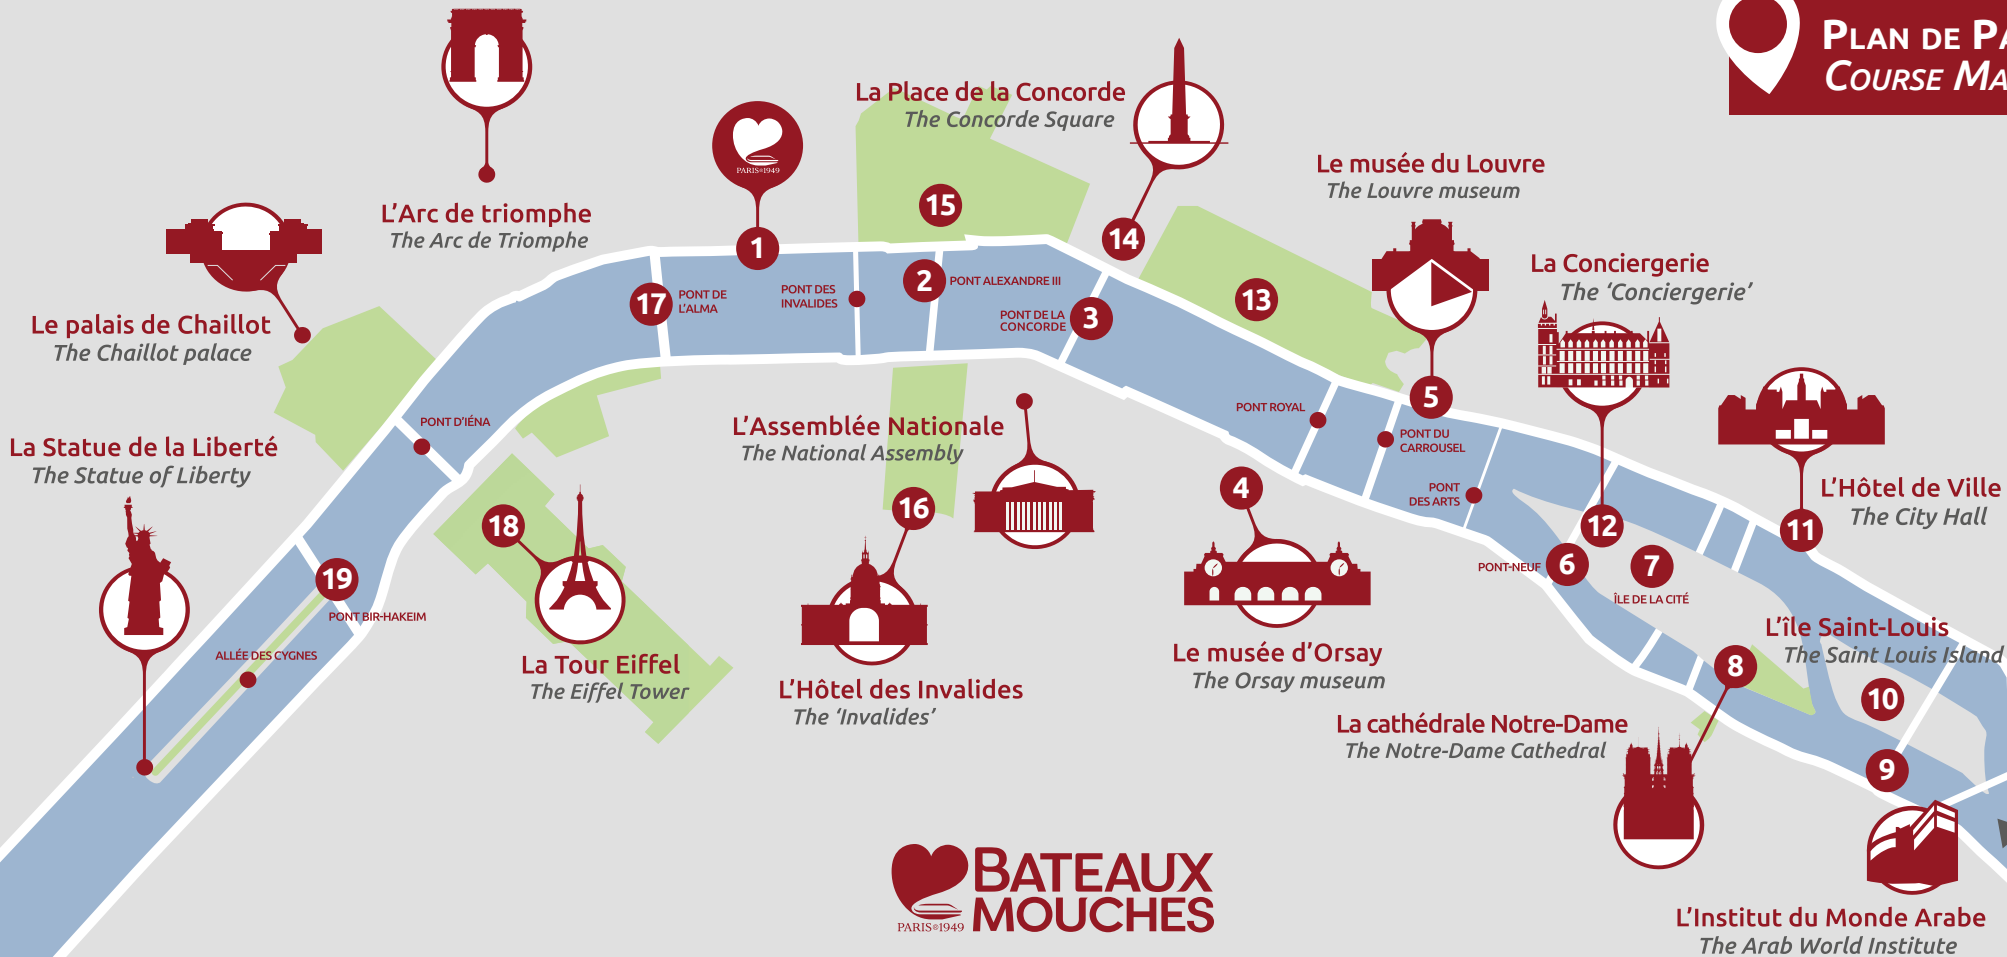 PLAN DE PA
COURSE MA
La Place de la Concorde
The Concorde Square
PARIS 1949
Le musée du Louvre
The Louvre museum
L'Arc de triomphe
The Arc de Triomphe
15
1
14
La Conciergerie
The 'Conciergerie'
2
PONT ALEXANDRE III
PONT DES
INVALIDES
17
PONT DE
L'ALMA
13
3
PONT DE LA
CONCORDE
Le palais de Chaillot
The Chaillot palace
5
PONT ROYAL
PONT DU
CARROUSEL
PONT D'IÉNA
L'Assemblée Nationale
The National Assembly
La Statue de la Liberté
The Statue of Liberty
4
PONT
DES ARTS
L'Hôtel de Ville
The City Hall
16
18
12
11
6
PONT-NEUF
7
ÎLE DE LA CITÉ
19
PONT BIR-HAKEIM
ALLÉE DES CYGNES
L'île Saint-Louis
The Saint Louis Island
La Tour Eiffel
The Eiffel Tower
Le musée d'Orsay
The Orsay museum
8
L'Hôtel des Invalides
The 'Invalides'
10
La cathédrale Notre-Dame
The Notre-Dame Cathedral
9
BATEAUX
MOUCHES
PARIS 1949
L'Institut du Monde Arabe
The Arab World Institute